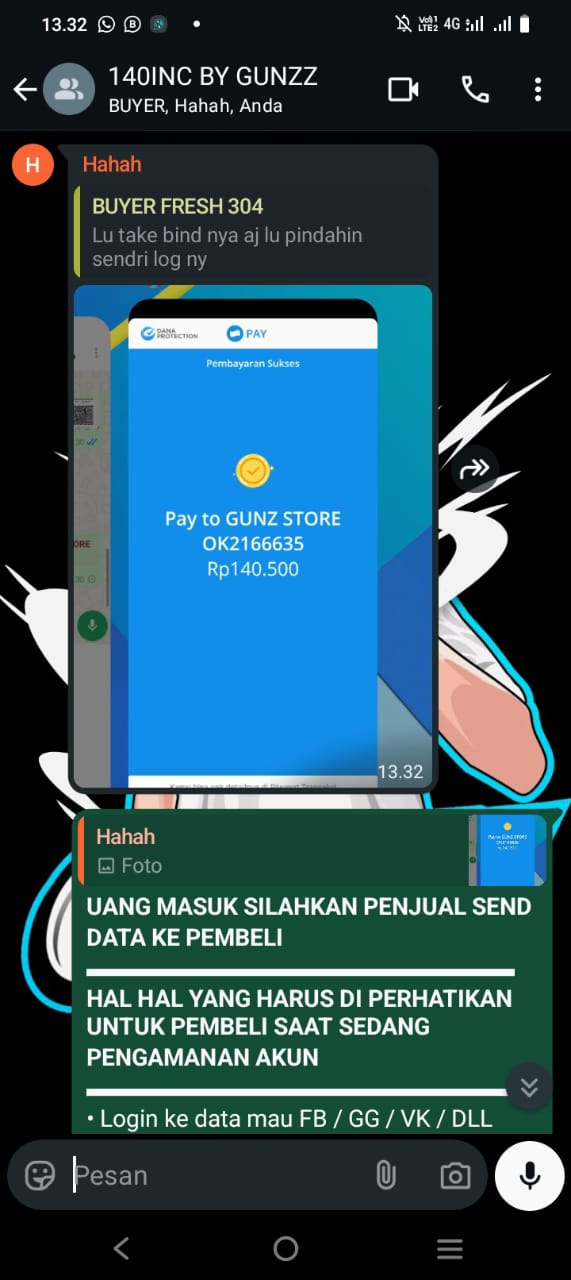 13.32
VoI1 LTE2 4G
140INC BY GUNZZ
BUYER, Hahah, Anda
H
Hahah
BUYER FRESH 304
Lu take bind nya aj lu pindahin
sendri log ny
DANA PROTECTION
PAY
Pembayaran Sukses
30
ORE
30
Pay to GUNZ STORE
OK2166635
Rp140.500
13.32
Hahah
Foto
UANG MASUK SILAHKAN PENJUAL SEND
DATA KE PEMBELI
HAL HAL YANG HARUS DI PERHATIKAN
UNTUK PEMBELI SAAT SEDANG
PENGAMANAN AKUN
• Login ke data mau FB / GG / VK / DLL
Pesan